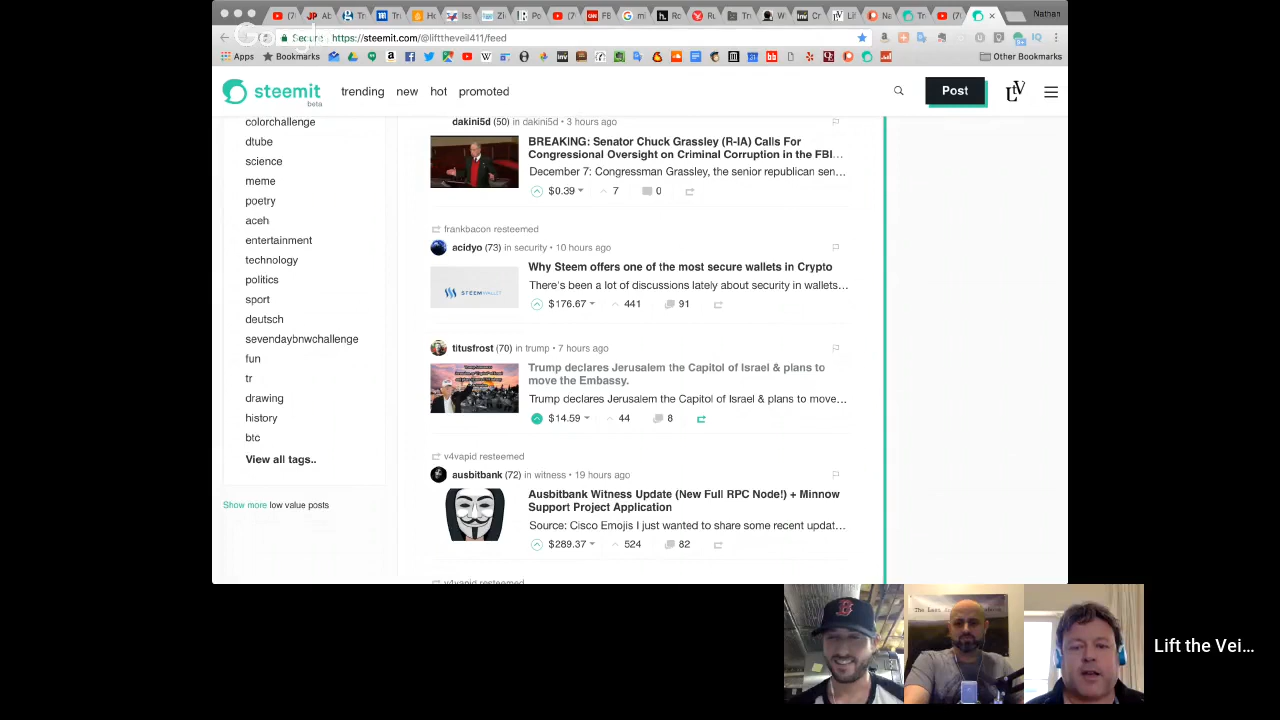 Nathan
Secure https://steemit.com/@lifttheveil411/feed
Apps Bookmarks Other Bookmarks
steemit
beta
trending new hot promoted
Post
LV
colorchallenge
dtube
science
meme
poetry
aceh
entertainment
technology
politics
sport
deutsch
sevendaybnwchallenge
fun
tr
drawing
history
btc
View all tags..
Show more low value posts
dakini5d (50) in dakini5d • 3 hours ago
BREAKING: Senator Chuck Grassley (R-IA) Calls For
Congressional Oversight on Criminal Corruption in the FBI...
December 7: Congressman Grassley, the senior republican sen...
$0.39 7 0
frankbacon resteemed
acidyo (73) in security • 10 hours ago
Why Steem offers one of the most secure wallets in Crypto
There's been a lot of discussions lately about security in wallets...
STEEMWALLET
$176.67 441 91
titusfrost (70) in trump • 7 hours ago
Trump declares Jerusalem the Capitol of Israel & plans to
move the Embassy.
Trump declares Jerusalem the Capitol of Israel & plans to move...
$14.59 44 8
v4vapid resteemed
ausbitbank (72) in witness • 19 hours ago
Ausbitbank Witness Update (New Full RPC Node!) + Minnow
Support Project Application
Source: Cisco Emojis I just wanted to share some recent updat...
$289.37 524 82
v4vapid resteemed
B
Lift the Vei...